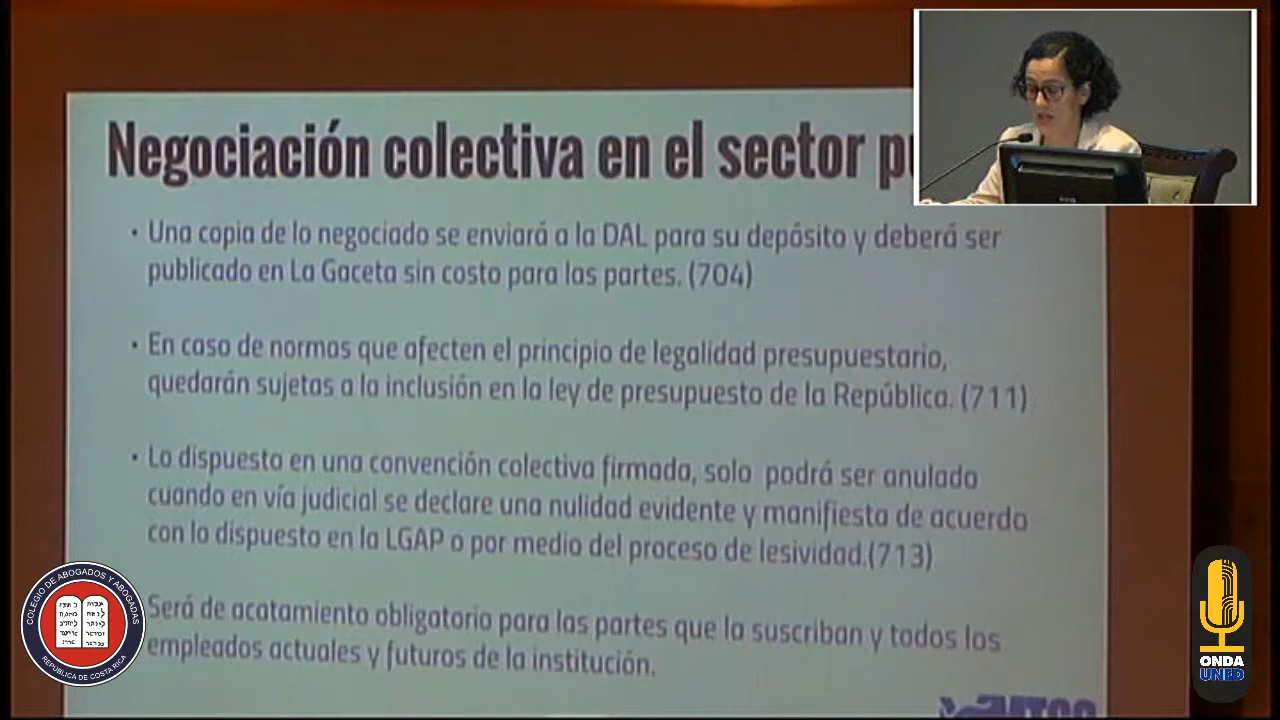 Negociación colectiva en el sector
• Una copia de lo negociado se enviará a la DAL para su depósito y deberá ser
publicado en La Gaceta sin costo para las partes. (704)
• En caso de normas que afecten el principio de legalidad presupuestario,
quedarán sujetas a la inclusión en la ley de presupuesto de la República. (711)
• Lo dispuesto en una convención colectiva firmada, solo podrá ser anulado
cuando en vía judicial se declare una nulidad evidente y manifiesta de acuerdo
con lo dispuesto en la LGAP o por medio del proceso de lesividad.(713)
Será de acatamiento obligatorio para las partes que la suscriban y todos los
empleados actuales y futuros de la institución.
COLEGIO DE ABOGADOS Y ABOGADAS
REPÚBLICA DE COSTA RICA
ONDA
UNED